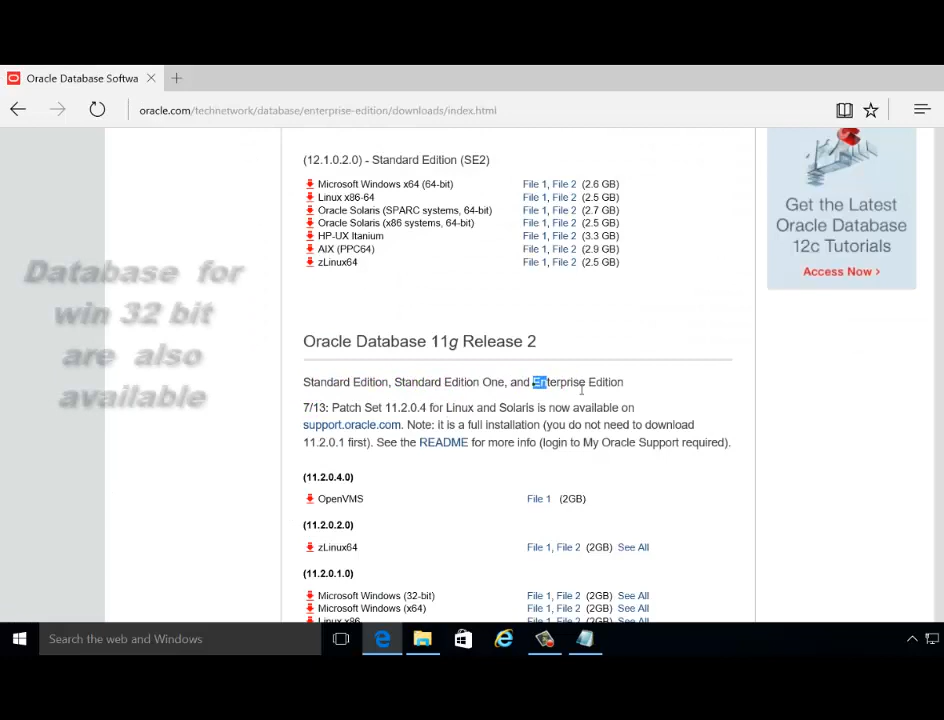 Oracle Database Softwa
oracle.com/technetwork/database/enterprise-edition/downloads/index.html
(12.1.0.2.0) - Standard Edition (SE2)
Microsoft Windows x64 (64-bit) File 1, File 2 (2.6 GB)
Linux x86-64 File 1, File 2 (2.5 GB)
Oracle Solaris (SPARC systems, 64-bit) File 1, File 2 (2.7 GB)
Oracle Solaris (x86 systems, 64-bit) File 1, File 2 (2.5 GB)
HP-UX Itanium File 1, File 2 (3.3 GB)
AIX (PPC64) File 1, File 2 (2.9 GB)
zLinux64 File 1, File 2 (2.5 GB)
Get the Latest
Oracle Database
12c Tutorials
Access Now >
Database for
win 32 bit
are also
available
Oracle Database 11g Release 2
Standard Edition, Standard Edition One, and Enterprise Edition
7/13: Patch Set 11.2.0.4 for Linux and Solaris is now available on
support.oracle.com. Note: it is a full installation (you do not need to download
11.2.0.1 first). See the README for more info (login to My Oracle Support required).
(11.2.0.4.0)
OpenVMS File 1 (2GB)
(11.2.0.2.0)
zLinux64 File 1, File 2 (2GB) See All
(11.2.0.1.0)
Microsoft Windows (32-bit) File 1, File 2 (2GB) See All
Microsoft Windows (x64) File 1, File 2 (2GB) See All
Linux x86 File 1, File 2 (2GB) See All
Search the web and Windows